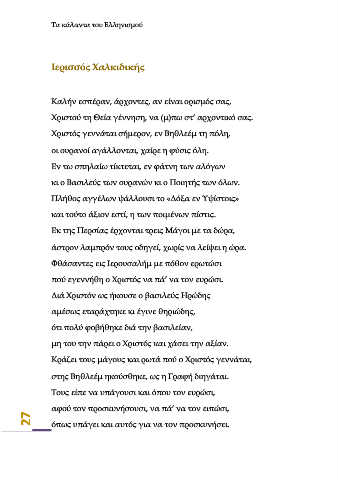 Τα κάλαντα του Ελληνισμού
Ιερισσός Χαλκιδικής
Καλήν εσπέραν, άρχοντες, αν είναι ορισμός σας,
Χριστού τη Θεία γέννηση, να (μ)πω στ’ αρχοντικό σας.
Χριστός γεννάται σήμερον, εν Βηθλεέμ τη πόλη,
οι ουρανοί αγάλλονται, χαίρε η φύσις όλη.
Εν τω σπηλαίω τίκτεται, εν φάτνη των αλόγων
κι ο Βασιλεύς των ουρανών κι ο Ποιητής των όλων.
Πλήθος αγγέλων ψάλλουσι το «Δόξα εν Υψίστοις»
και τούτο άξιον εστί, η των ποιμένων πίστις.
Εκ της Περσίας έρχονται τρεις Μάγοι με τα δώρα,
άστρον λαμπρόν τους οδηγεί, χωρίς να λείψει η ώρα.
Φθάσαντες εις Ιερουσαλήμ με πόθον ερωτώσι
πού εγεννήθη ο Χριστός να πά’ να τον ευρώσι.
Διά Χριστόν ως ήκουσε ο βασιλεύς Ηρώδης
αμέσως εταράχτηκε κι έγινε θηριώδης,
ότι πολύ φοβήθηκε διά την βασιλείαν,
μη του την πάρει ο Χριστός και χάσει την αξίαν.
Κράζει τους μάγους και ρωτά πού ο Χριστός γεννάται,
στης Βηθλεέμ ηκούσθηκε, ως η Γραφή διηγάται.
Τους είπε να υπάγουσι και όπου τον ευρώσι,
αφού τον προσκυνήσουσι, να πά’ να τον ειπώσι,
όπως υπάγει και αυτός για να τον προσκυνήσει.
27